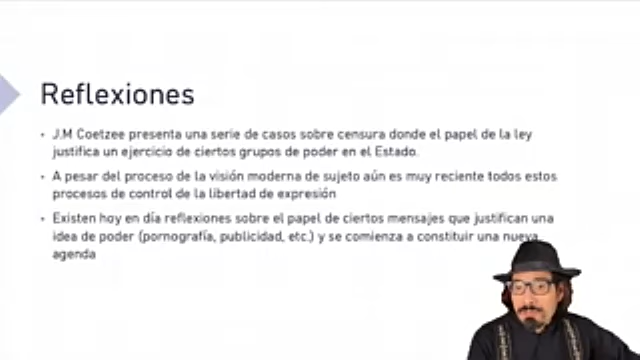 Reflexiones
J.M Coetzee presenta una serie de casos sobre censura donde el papel de la ley
justifica un ejercicio de ciertos grupos de poder en el Estado.
A pesar del proceso de la visión moderna de sujeto aún es muy reciente todos estos
procesos de control de la libertad de expresión
Existen hoy en día reflexiones sobre el papel de ciertos mensajes que justifican una
idea de poder (pornografía, publicidad, etc.) y se comienza a constituir una nueva
agenda